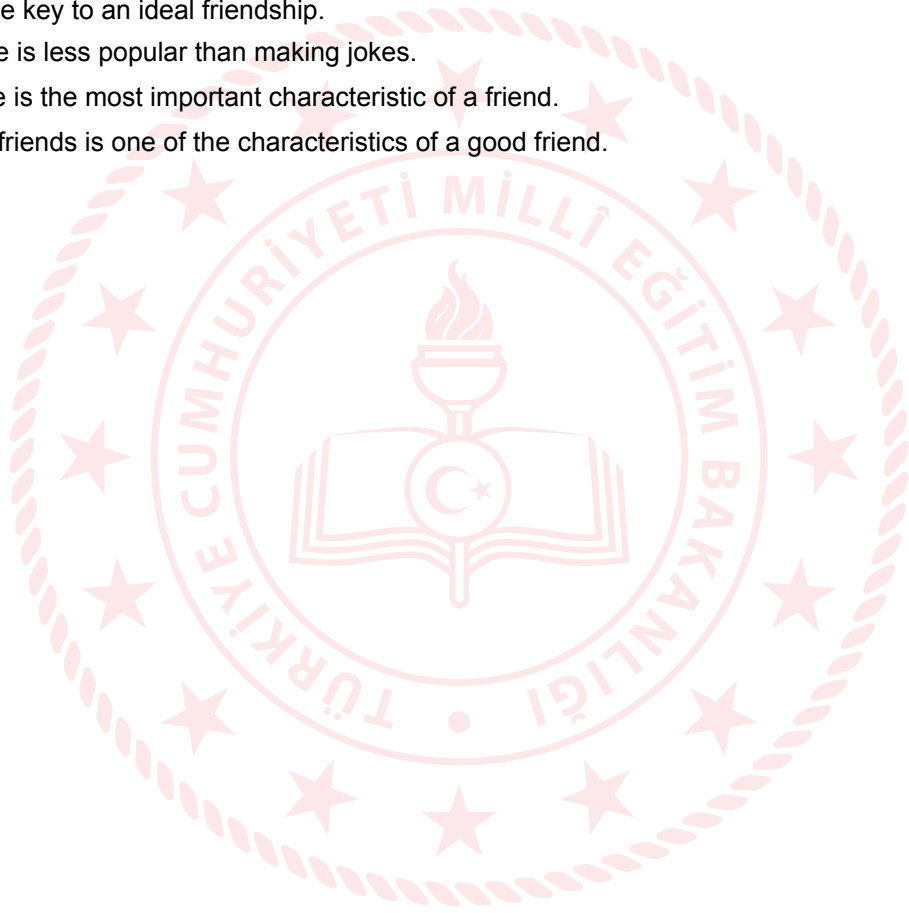 e key to an ideal friendship.
e is less popular than making jokes.
e is the most important characteristic of a friend.
friends is one of the characteristics of a good friend.
TÜRKİYE CUMHURİYETİ MİLLÎ EĞİTİM BAKANLIĞI